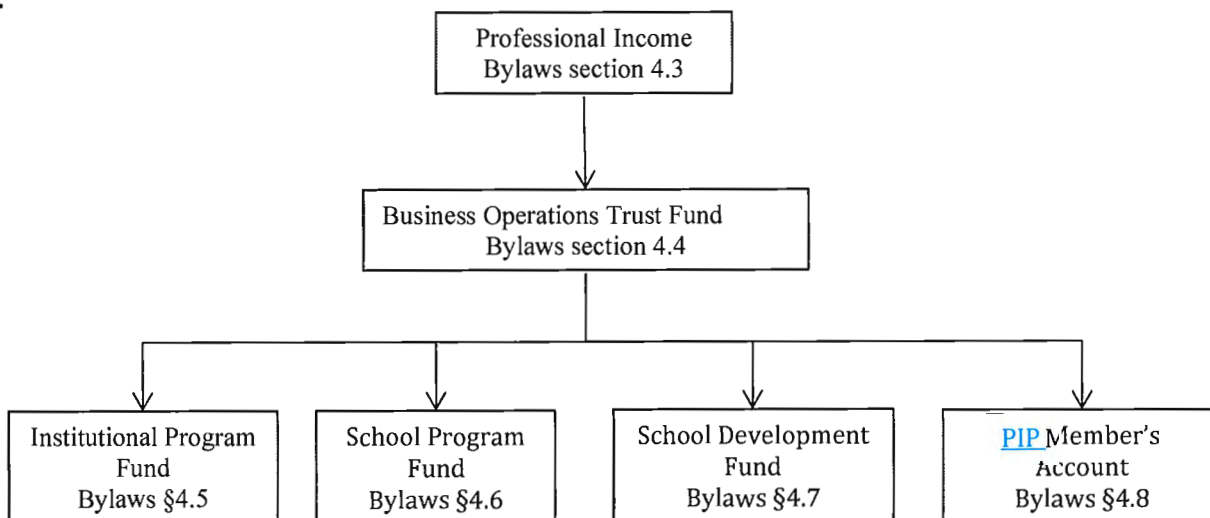 Professional Income
Bylaws section 4.3
Business Operations Trust Fund
Bylaws section 4.4
Institutional Program
Fund
Bylaws §4.5
School Program
Fund
Bylaws §4.6
School Development
Fund
Bylaws §4.7
PIP Member’s
Account
Bylaws §4.8